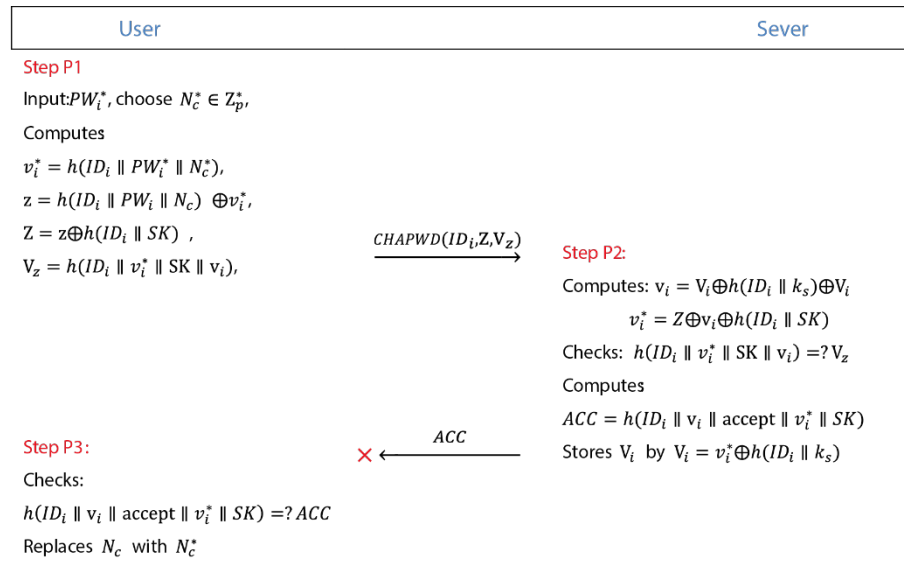 User
Sever
Step P1
Input:PW_i^*, choose N_c^* ∈ Z_p^*,
Computes
v_i^* = h(ID_i ∥ PW_i^* ∥ N_c^*),
z = h(ID_i ∥ PW_i ∥ N_c) ⊕v_i^*,
Z = z⊕h(ID_i ∥ SK) ,
V_z = h(ID_i ∥ v_i^* ∥ SK ∥ v_i),
CHAPWD(ID_i,Z,V_z)
Step P2:
Computes: v_i = V_i⊕h(ID_i ∥ k_s)⊕V_i
v_i^* = Z⊕v_i⊕h(ID_i ∥ SK)
Checks: h(ID_i ∥ v_i^* ∥ SK ∥ v_i) =? V_z
Computes
ACC = h(ID_i ∥ v_i ∥ accept ∥ v_i^* ∥ SK)
Stores V_i by V_i = v_i^*⊕h(ID_i ∥ k_s)
ACC
×
Step P3:
Checks:
h(ID_i ∥ v_i ∥ accept ∥ v_i^* ∥ SK) =? ACC
Replaces N_c with N_c^*